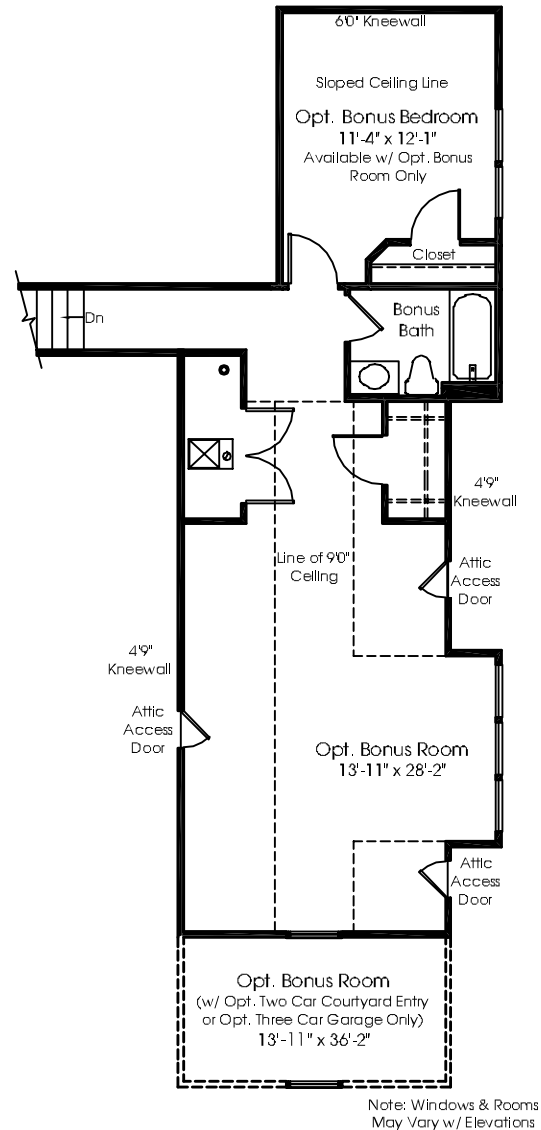 6'0" Kneewall
Sloped Ceiling Line
Opt. Bonus Bedroom
11'-4" x 12'-1"
Available w/ Opt. Bonus
Room Only
Closet
Dn
Bonus
Bath
4'9"
Kneewall
Line of 9'0"
Ceiling
Attic
Access
Door
4'9"
Kneewall
Attic
Access
Door
Opt. Bonus Room
13'-11" x 28'-2"
Attic
Access
Door
Opt. Bonus Room
(w/ Opt. Two Car Courtyard Entry
or Opt. Three Car Garage Only)
13'-11" x 36'-2"
Note: Windows & Rooms
May Vary w/ Elevations